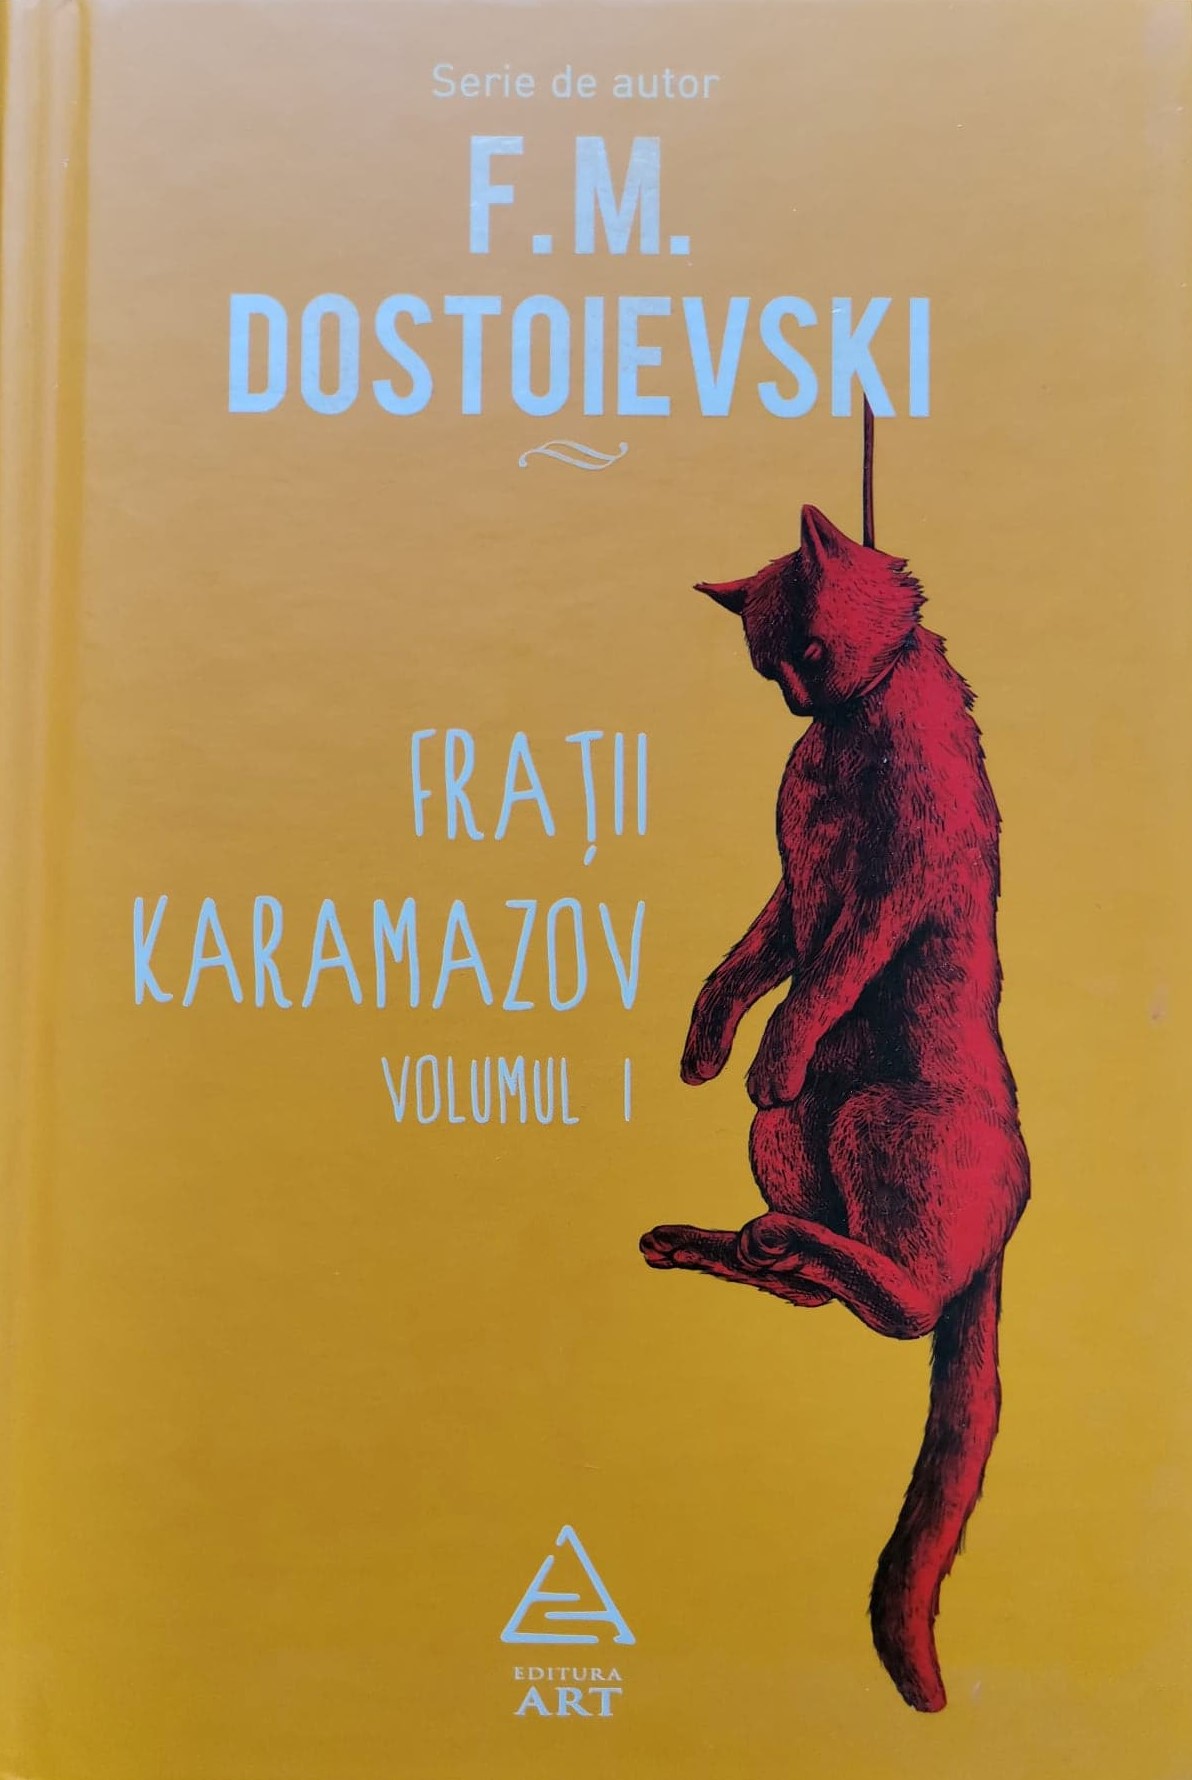 Serie de autor
F.M.
DOSTOIEVSKI
FRAȚII
KARAMAZOV
VOLUMUL I
EDITURA
ART